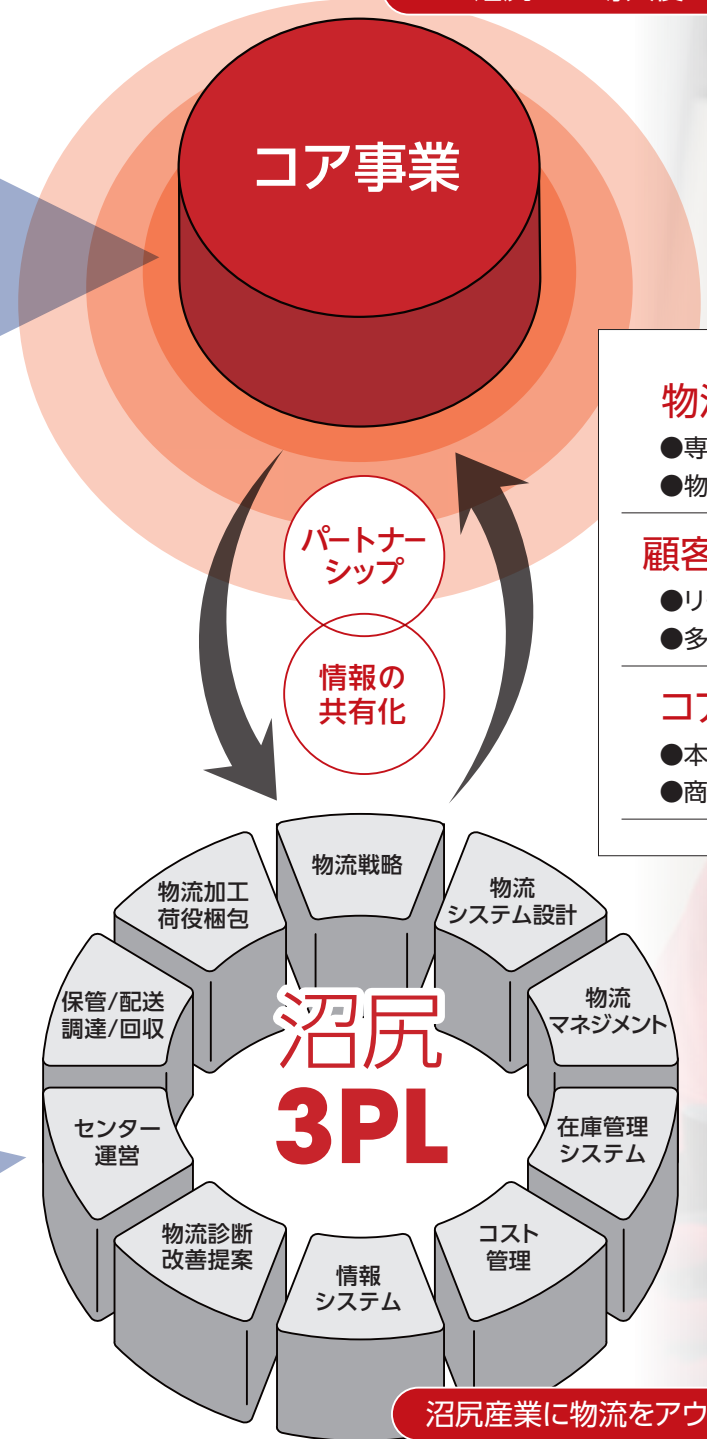 コア事業
パートナー
シップ
情報の
共有化
物
●専
●物
顧客
●リ
●多
コア
●本
●商
物流戦略
物流
システム設計
物流
マネジメント
在庫管理
システム
コスト
管理
情報
システム
物流診断
改善提案
センター
運営
保管/配送
調達/回収
物流加工
荷役梱包
沼尻
3PL
沼尻産業に物流をアウ